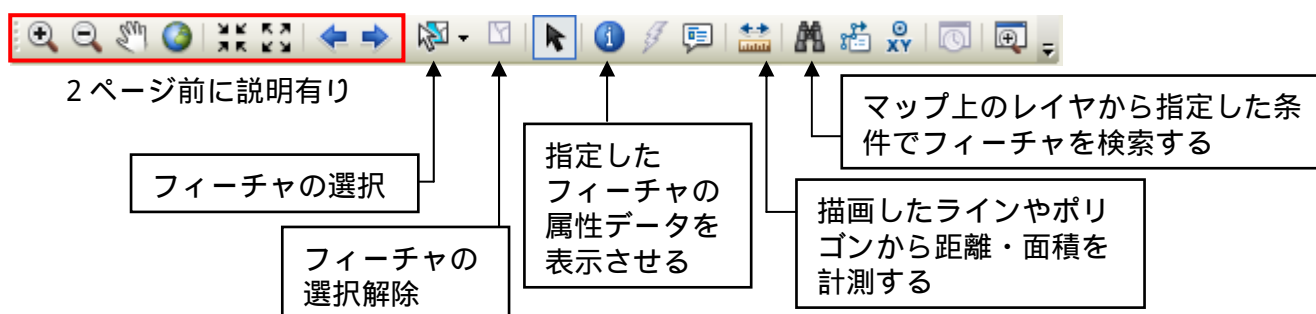 XY
2ページ前に説明有り
フィーチャの選択
フィーチャの
選択解除
指定した
フィーチャの
属性データを
表示させる
描画したラインやポリ
ゴンから距離・面積を
計測する
マップ上のレイヤから指定した条
件でフィーチャを検索する